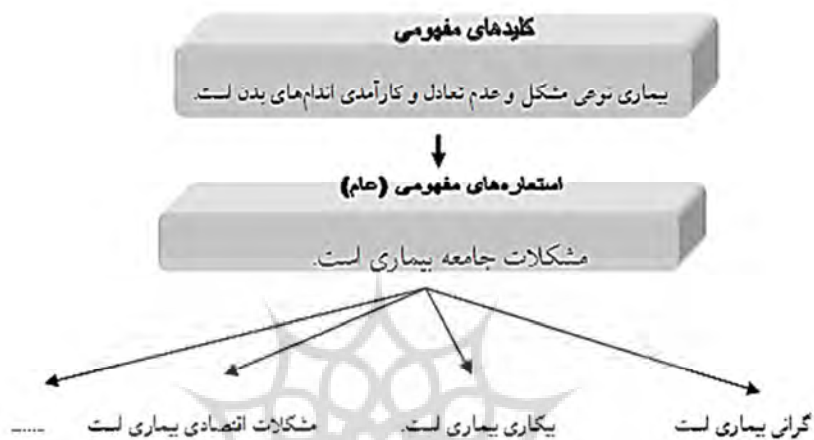 کلیدهای مفهومی
بیماری نوعی مشکل و عدم تعادل و کارآمدی اندام‌های بدن است.
استعاره‌های مفهومی (عام)
مشکلات جامعه بیماری است.
گرانی بیماری است
بیکاری بیماری است.
مشکلات اقتصادی بیماری است
......